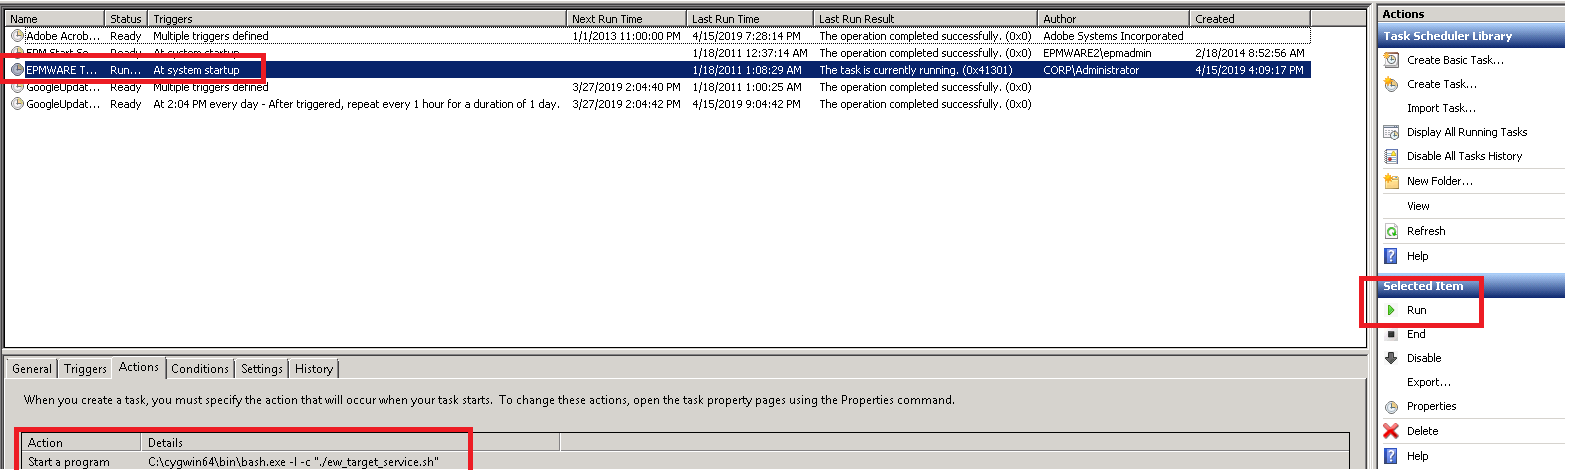 Name Status Triggers Next Run Time Last Run Time Last Run Result Author Created
Adobe Acrob... Ready Multiple triggers defined 1/1/2013 11:00:00 PM 4/15/2019 7:28:14 PM The operation completed successfully. (0x0) Adobe Systems Incorporated
EPM Start Se... Ready At system startup 1/18/2011 12:37:14 AM The operation completed successfully. (0x0) EPMWARE2\epmadmin 2/18/2014 8:52:56 AM
EPMWARE T... Run... At system startup 1/18/2011 1:08:29 AM The task is currently running. (0x41301) CORP\Administrator 4/15/2019 4:09:17 PM
GoogleUpdat... Ready Multiple triggers defined 3/27/2019 2:04:40 PM 1/18/2011 1:00:25 AM The operation completed successfully. (0x0)
GoogleUpdat... Ready At 2:04 PM every day - After triggered, repeat every 1 hour for a duration of 1 day. 3/27/2019 2:04:42 PM 4/15/2019 9:04:42 PM The operation completed successfully. (0x0)
General Triggers Actions Conditions Settings History
When you create a task, you must specify the action that will occur when your task starts. To change these actions, open the task property pages using the Properties command.
Action Details
Start a program C:\cygwin64\bin\bash.exe -l -c "./ew_target_service.sh"
Actions
Task Scheduler Library
Create Basic Task...
Create Task...
Import Task...
Display All Running Tasks
Disable All Tasks History
New Folder...
View
Refresh
Help
Selected Item
Run
End
Disable
Export...
Properties
Delete
Help